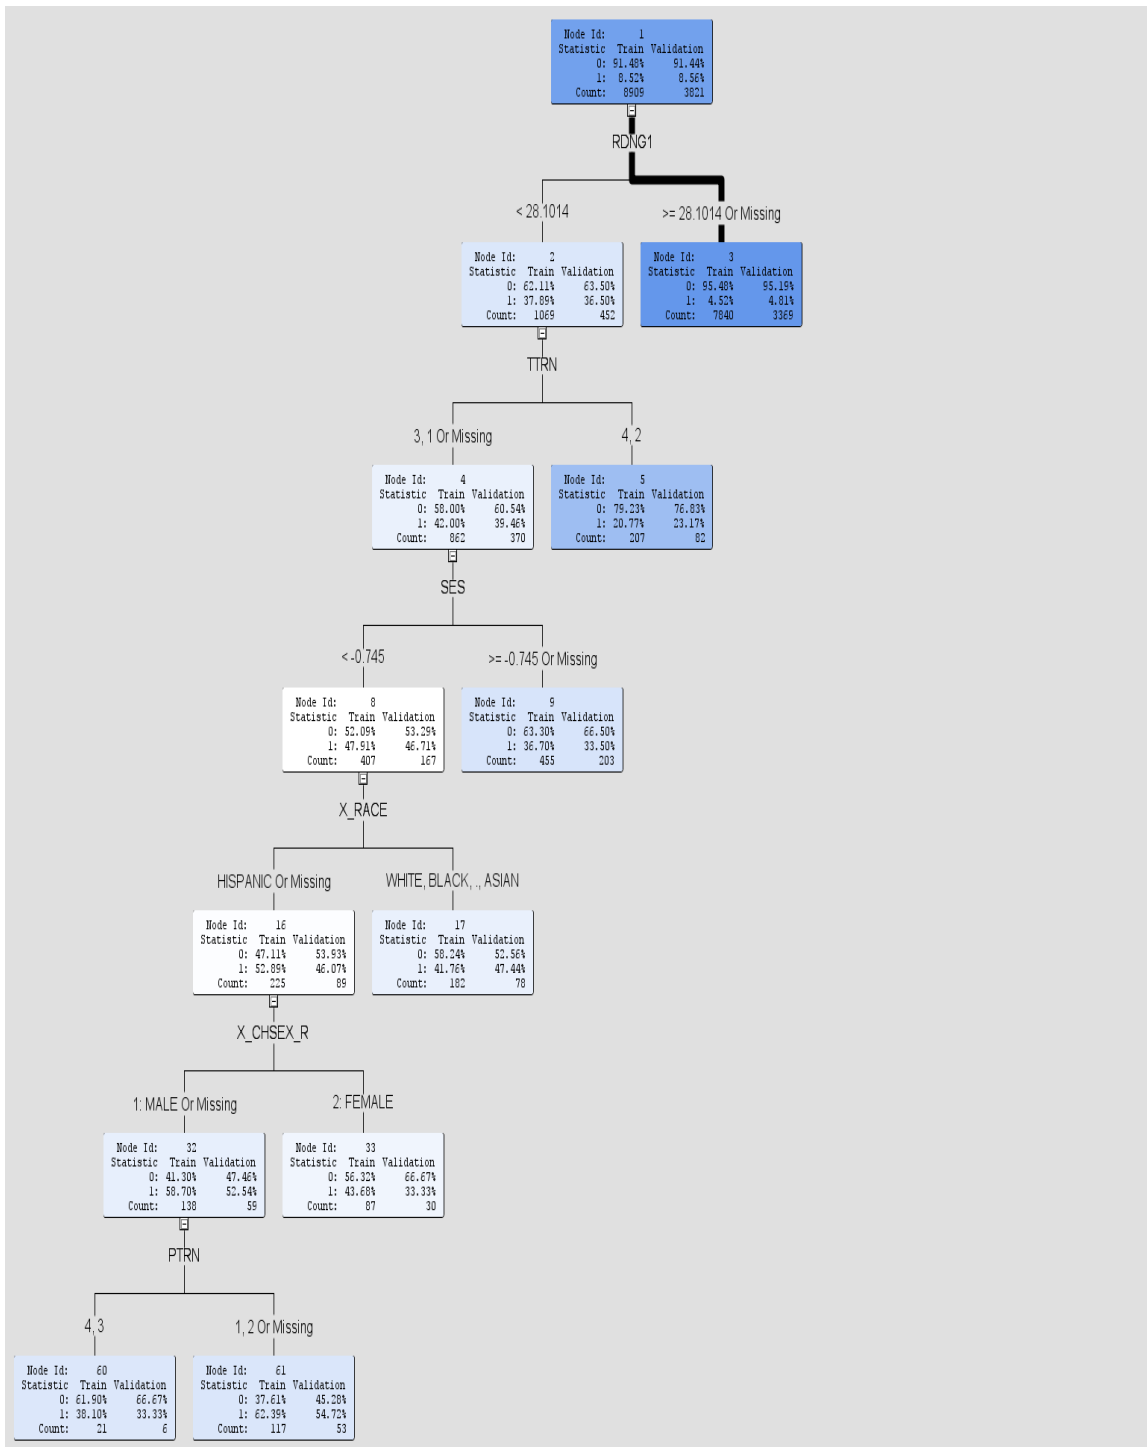 Node Id: 1
Statistic Train Validation
0: 91.48% 91.44%
1: 8.52% 8.56%
Count: 8909 3821
RDNG1
< 28.1014
>= 28.1014 Or Missing
Node Id: 2
Statistic Train Validation
0: 62.11% 63.50%
1: 37.89% 36.50%
Count: 1069 452
Node Id: 3
Statistic Train Validation
0: 95.48% 95.19%
1: 4.52% 4.81%
Count: 7840 3369
TTRN
3, 1 Or Missing
4, 2
Node Id: 4
Statistic Train Validation
0: 58.00% 60.54%
1: 42.00% 39.46%
Count: 862 370
Node Id: 5
Statistic Train Validation
0: 79.23% 76.83%
1: 20.77% 23.17%
Count: 207 82
SES
< -0.745
>= -0.745 Or Missing
Node Id: 8
Statistic Train Validation
0: 52.09% 53.29%
1: 47.91% 46.71%
Count: 407 167
Node Id: 9
Statistic Train Validation
0: 63.30% 66.50%
1: 36.70% 33.50%
Count: 455 203
X_RACE
HISPANIC Or Missing
WHITE, BLACK, ., ASIAN
Node Id: 16
Statistic Train Validation
0: 47.11% 53.93%
1: 52.89% 46.07%
Count: 225 89
Node Id: 17
Statistic Train Validation
0: 58.24% 52.56%
1: 41.76% 47.44%
Count: 182 78
X_CHSEX_R
1: MALE Or Missing
2: FEMALE
Node Id: 32
Statistic Train Validation
0: 41.30% 47.46%
1: 58.70% 52.54%
Count: 138 59
Node Id: 33
Statistic Train Validation
0: 56.32% 66.67%
1: 43.68% 33.33%
Count: 87 30
PTRN
4, 3
1, 2 Or Missing
Node Id: 60
Statistic Train Validation
0: 61.90% 66.67%
1: 38.10% 33.33%
Count: 21 6
Node Id: 61
Statistic Train Validation
0: 37.61% 45.28%
1: 62.39% 54.72%
Count: 117 53